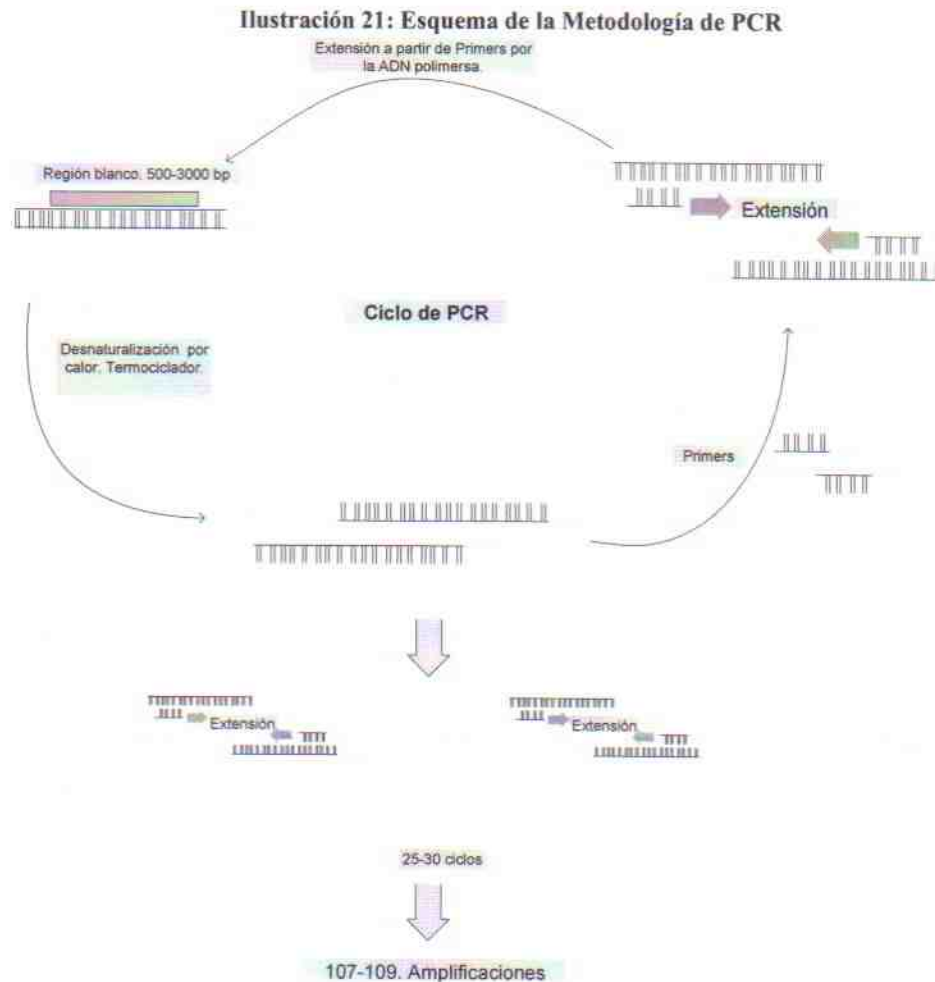 Ilustración 21: Esquema de la Metodología de PCR
Extensión a partir de Primers por
la ADN polimersa.
Región blanco. 500-3000 bp
Extensión
Ciclo de PCR
Desnaturalización por
calor. Termociclador.
Primers
Extensión
Extensión
25-30 ciclos
107-109. Amplificaciones